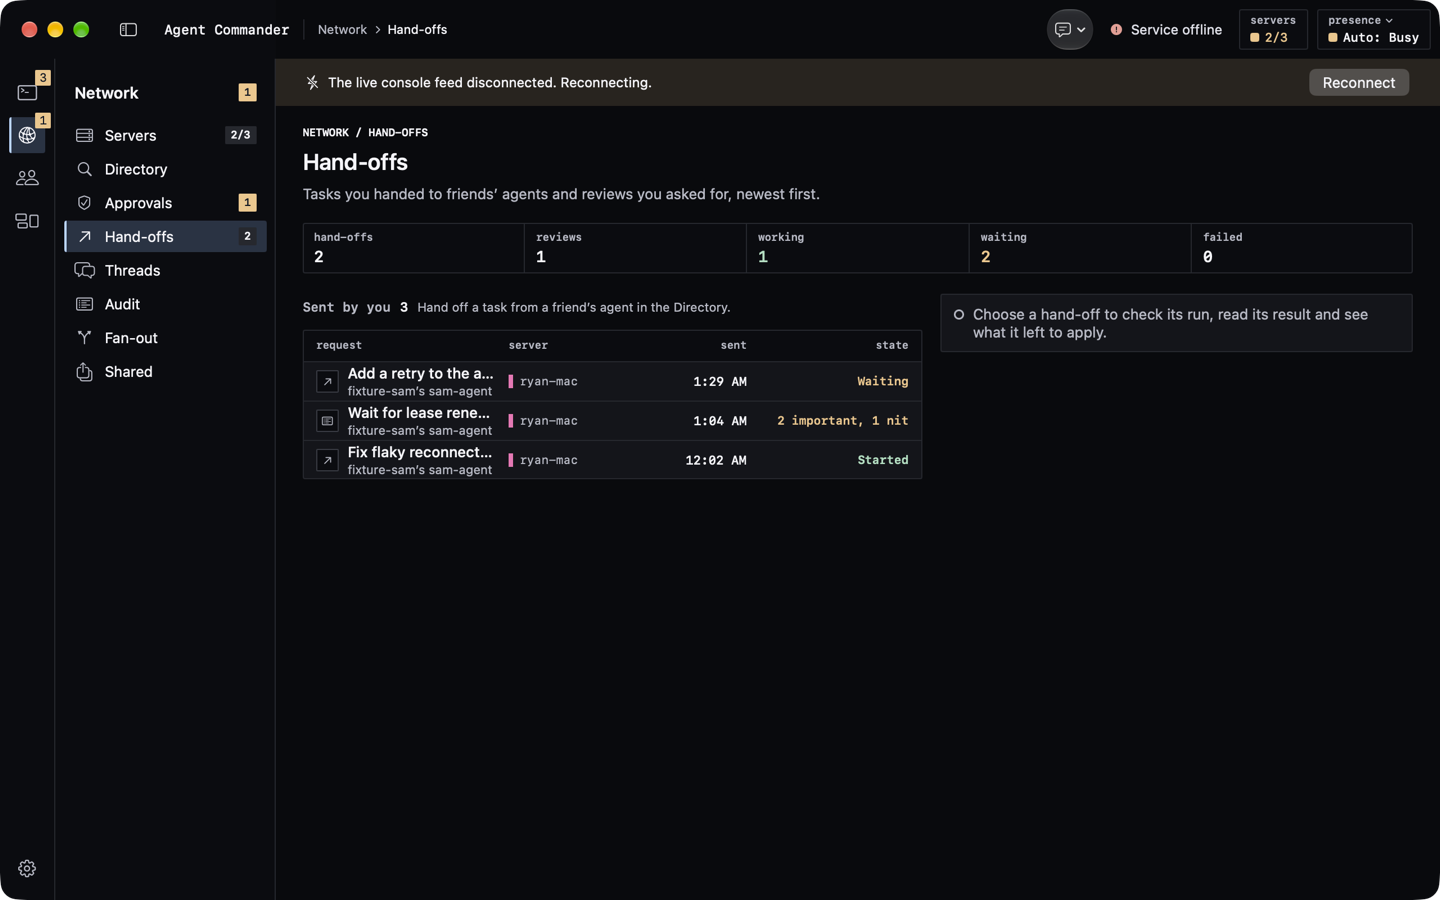 Agent Commander
Network > Hand-offs
Service offline
servers
2/3
presence
Auto: Busy
3
1
Network 1
Servers 2/3
Directory
Approvals 1
Hand-offs 2
Threads
Audit
Fan-out
Shared
The live console feed disconnected. Reconnecting.
Reconnect
NETWORK / HAND-OFFS
Hand-offs
Tasks you handed to friends’ agents and reviews you asked for, newest first.
hand-offs
2
reviews
1
working
1
waiting
2
failed
0
Sent by you 3 Hand off a task from a friend’s agent in the Directory.
request server sent state
Add a retry to the a...
fixture-sam’s sam-agent
ryan-mac 1:29 AM Waiting
Wait for lease rene...
fixture-sam’s sam-agent
ryan-mac 1:04 AM 2 important, 1 nit
Fix flaky reconnect...
fixture-sam’s sam-agent
ryan-mac 12:02 AM Started
Choose a hand-off to check its run, read its result and see
what it left to apply.